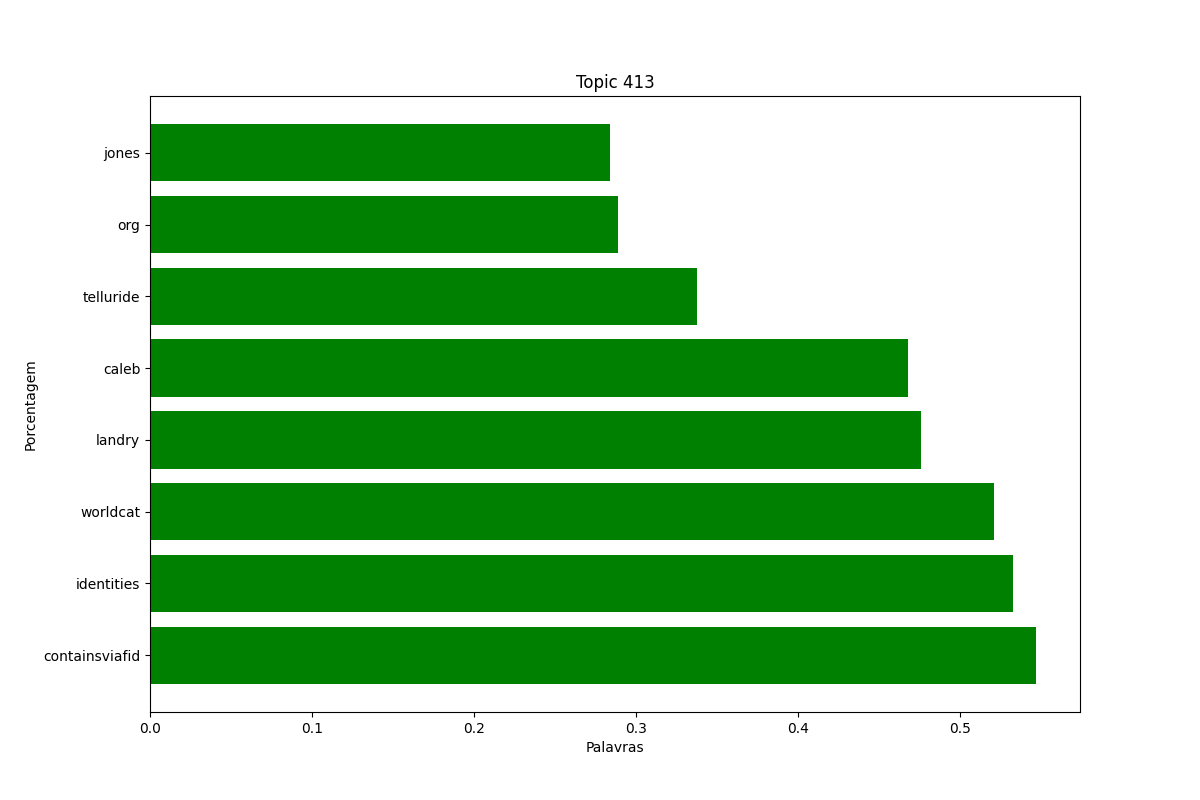 Topic 413
jones
org
telluride
caleb
landry
worldcat
identities
containsviafid
Porcentagem
0.0 0.1 0.2 0.3 0.4 0.5
Palavras